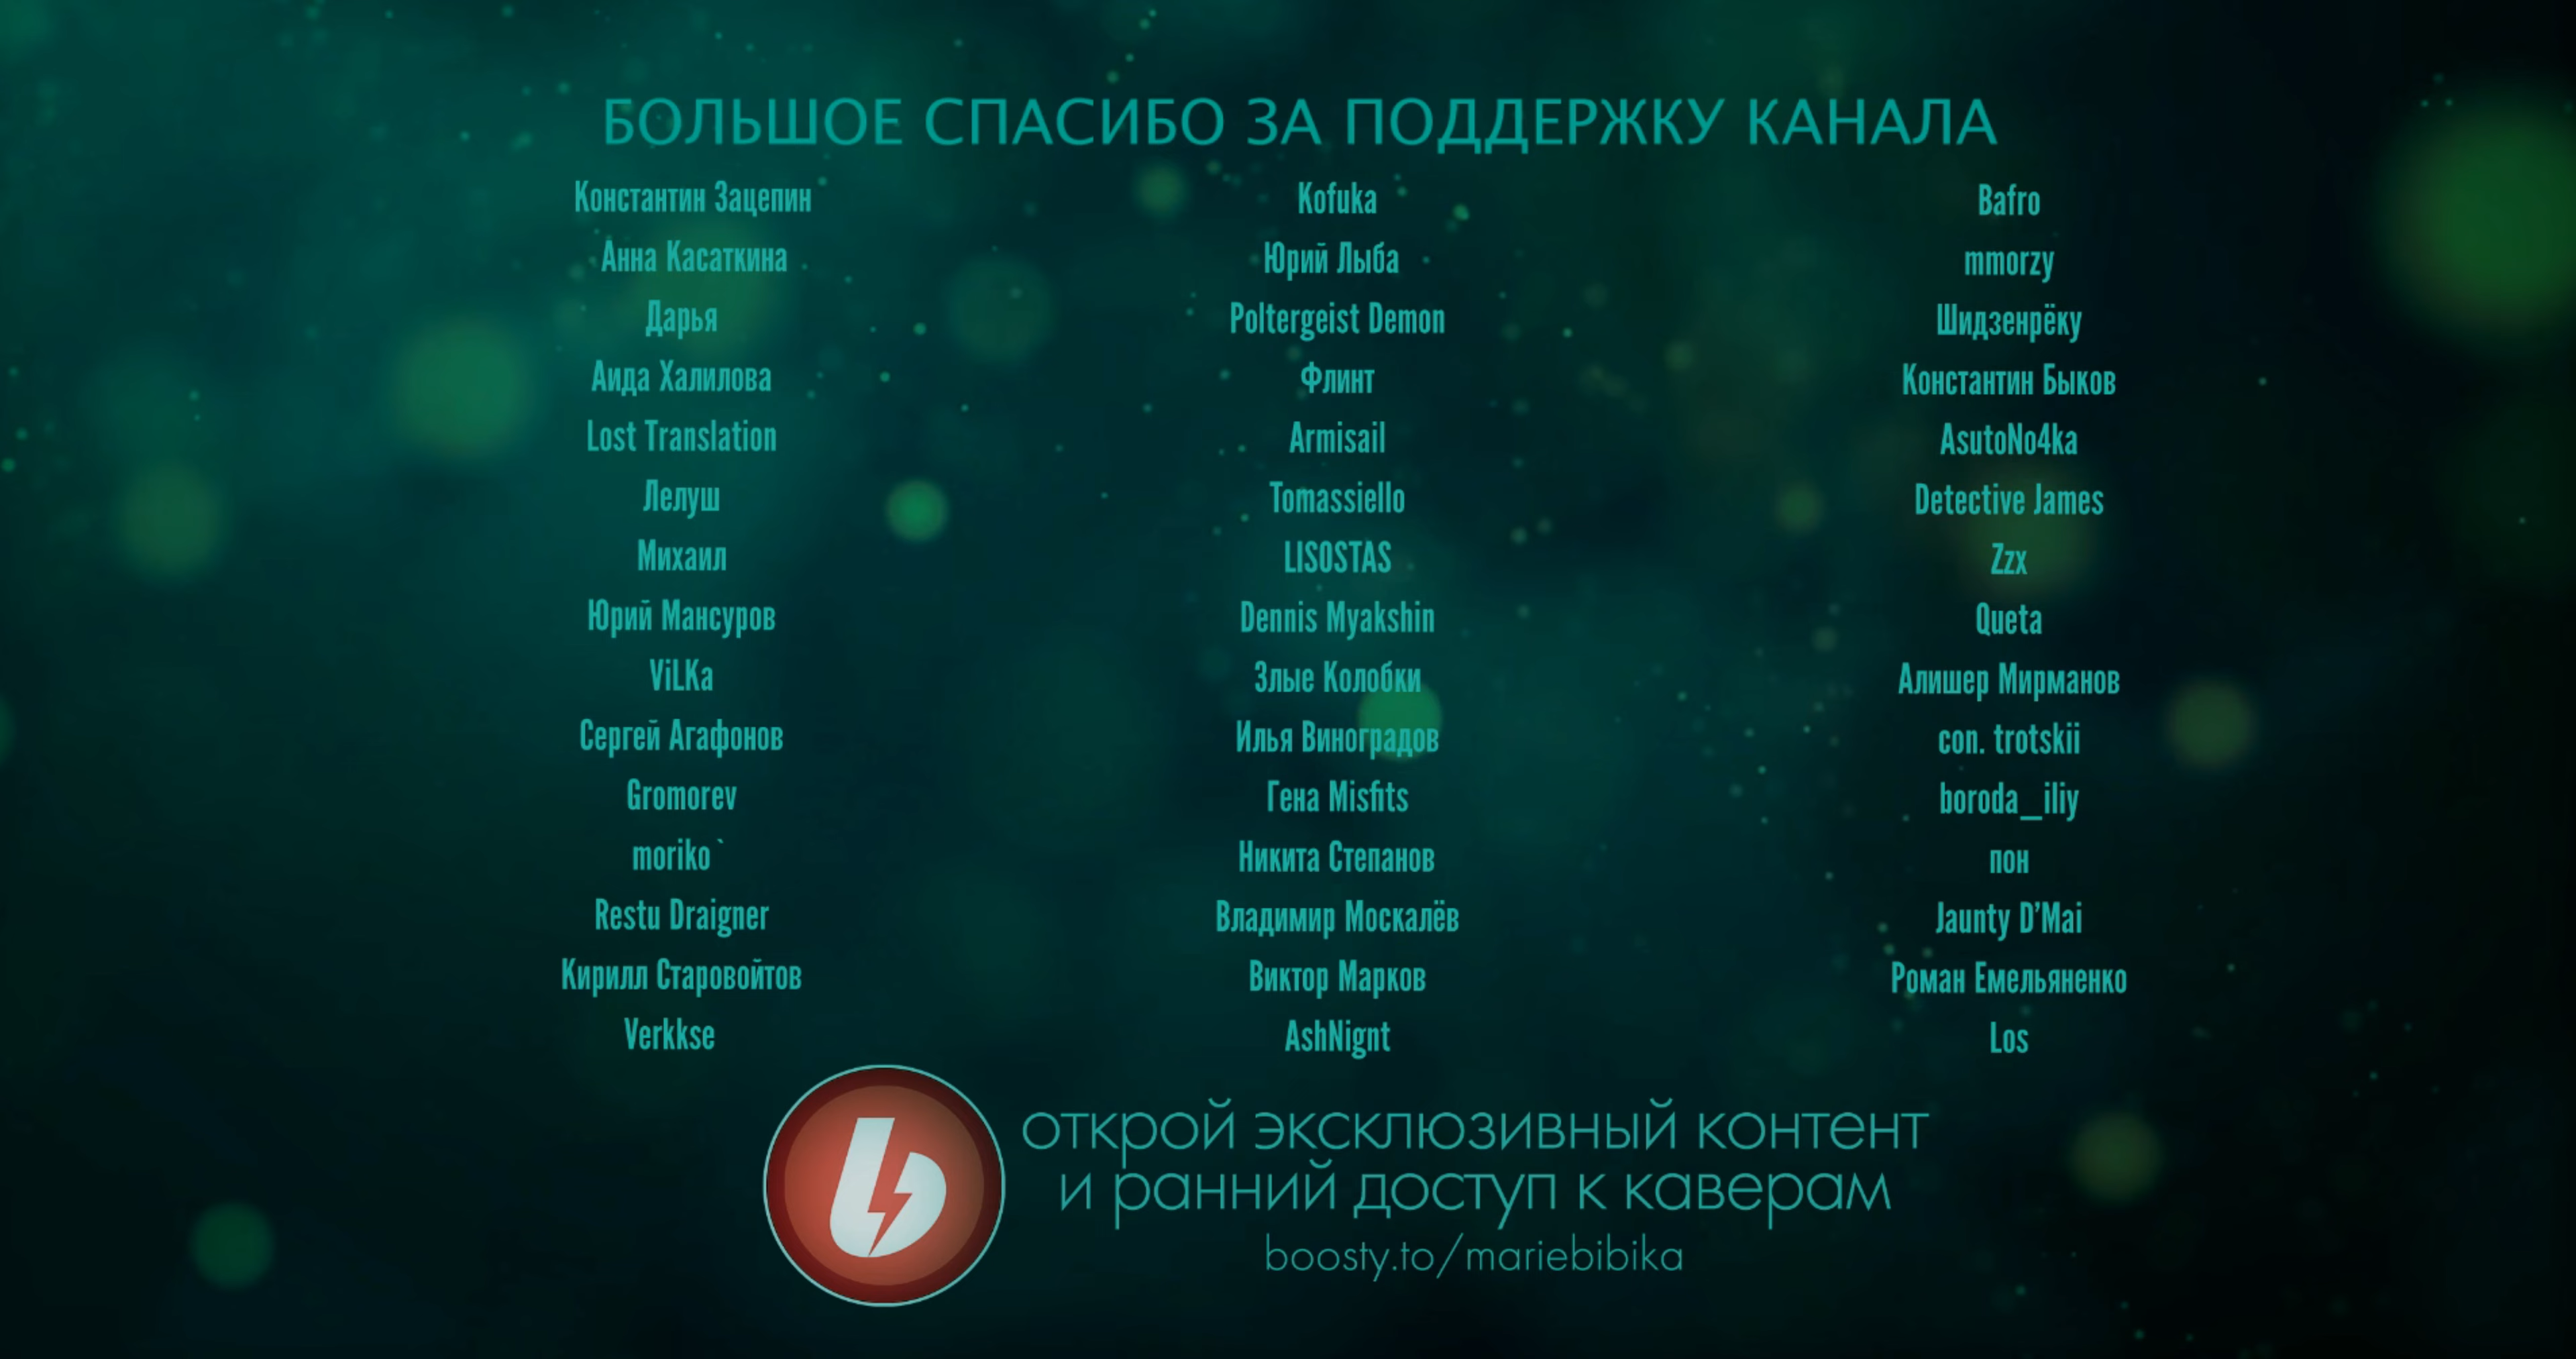 БОЛЬШОЕ СПАСИБО ЗА ПОДДЕРЖКУ КАНАЛА
Константин Зацепин
Анна Касаткина
Дарья
Аида Халилова
Lost Translation
Лелуш
Михаил
Юрий Мансуров
ViLKa
Сергей Агафонов
Gromorev
moriko`
Restu Draigner
Кирилл Старовойтов
Verkkse
Kofuka
Юрий Лыба
Poltergeist Demon
Флинт
Armisail
Tomassiello
LISOSTAS
Dennis Myakshin
Злые Колобки
Илья Виноградов
Гена Misfits
Никита Степанов
Владимир Москалёв
Виктор Марков
AshNignt
Bafro
mmorzy
Шидзенрёку
Константин Быков
AsutoNo4ka
Detective James
Zzx
Queta
Алишер Мирманов
con. trotskii
boroda_iliy
пон
Jaunty D’Mai
Роман Емельяненко
Los
открой эксклюзивный контент
и ранний доступ к каверам
boosty.to/mariebibika